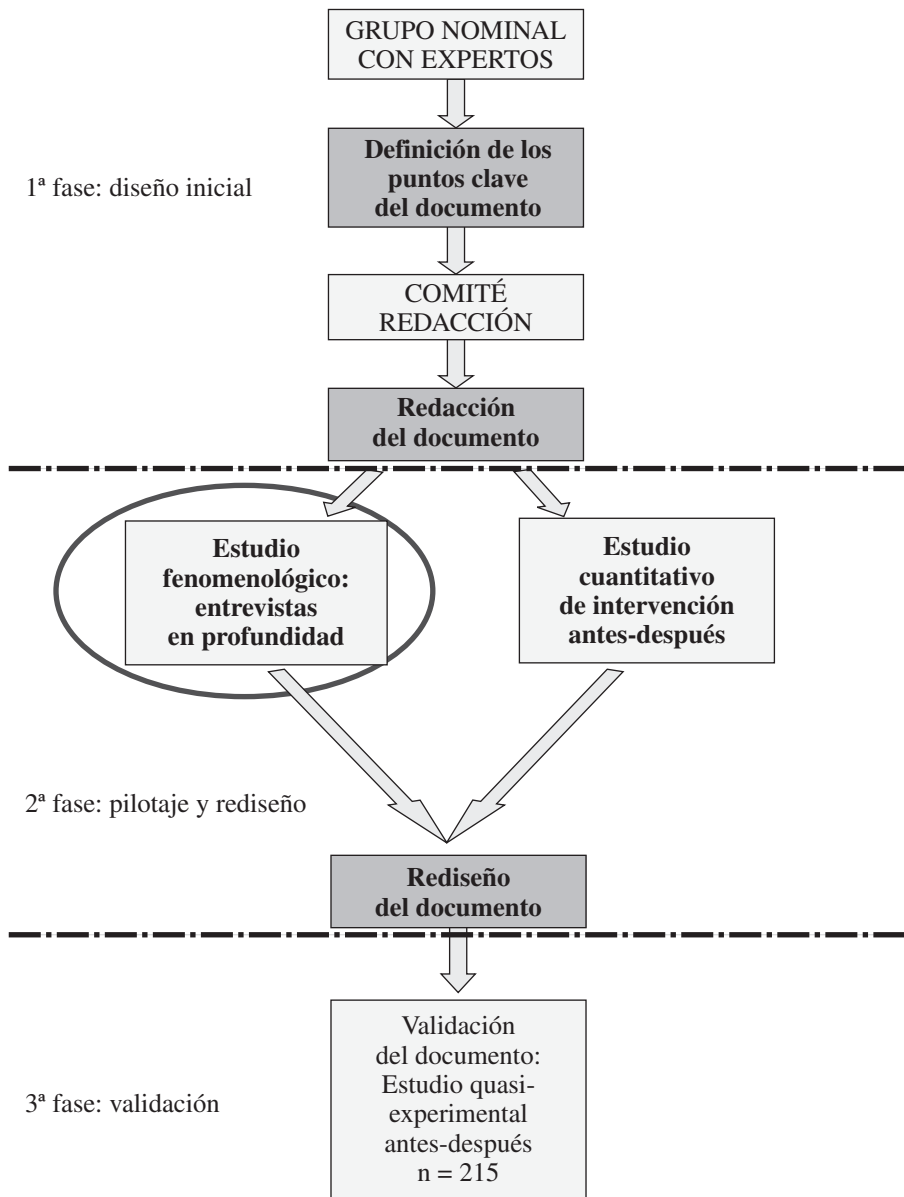 GRUPO NOMINAL
CON EXPERTOS
Definición de los
puntos clave
del documento
1ª fase: diseño inicial
COMITÉ
REDACCIÓN
Redacción
del documento
Estudio
fenomenológico:
entrevistas
en profundidad
Estudio
cuantitativo
de intervención
antes-después
2ª fase: pilotaje y rediseño
Rediseño
del documento
Validación
del documento:
Estudio quasi-
experimental
antes-después
n = 215
3ª fase: validación